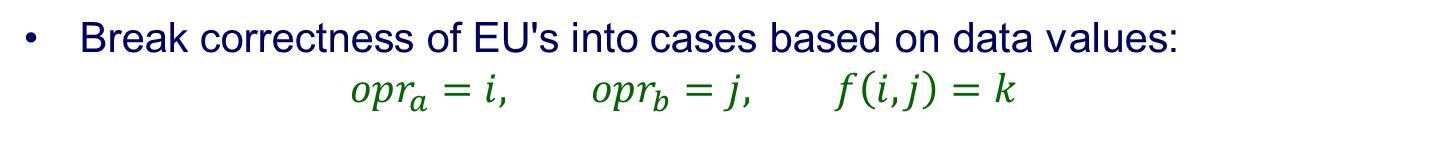 • Break correctness of EU's into cases based on data values:
opr_a = i, opr_b = j, f(i,j) = k